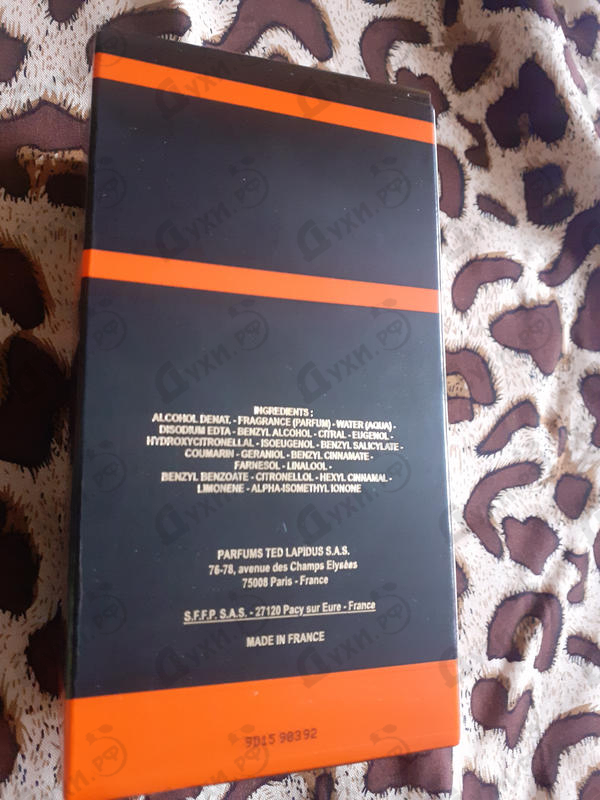 INGREDIENTS :
ALCOHOL DENAT. - FRAGRANCE (PARFUM) - WATER (AQUA) -
DISODIUM EDTA - BENZYL ALCOHOL - CITRAL - EUGENOL -
HYDROXYCITRONELLAL - ISOEUGENOL - BENZYL SALICYLATE -
COUMARIN - GERANIOL - BENZYL CINNAMATE -
FARNESOL - LINALOOL -
BENZYL BENZOATE - CITRONELLOL - HEXYL CINNAMAL -
LIMONENE - ALPHA-ISOMETHYL IONONE
PARFUMS TED LAPIDUS S.A.S.
76-78, avenue des Champs Elysées
75008 Paris - France
S.F.F.P. S.A.S. - 27120 Pacy sur Eure - France
MADE IN FRANCE
9D15 90392
Духи.РФ